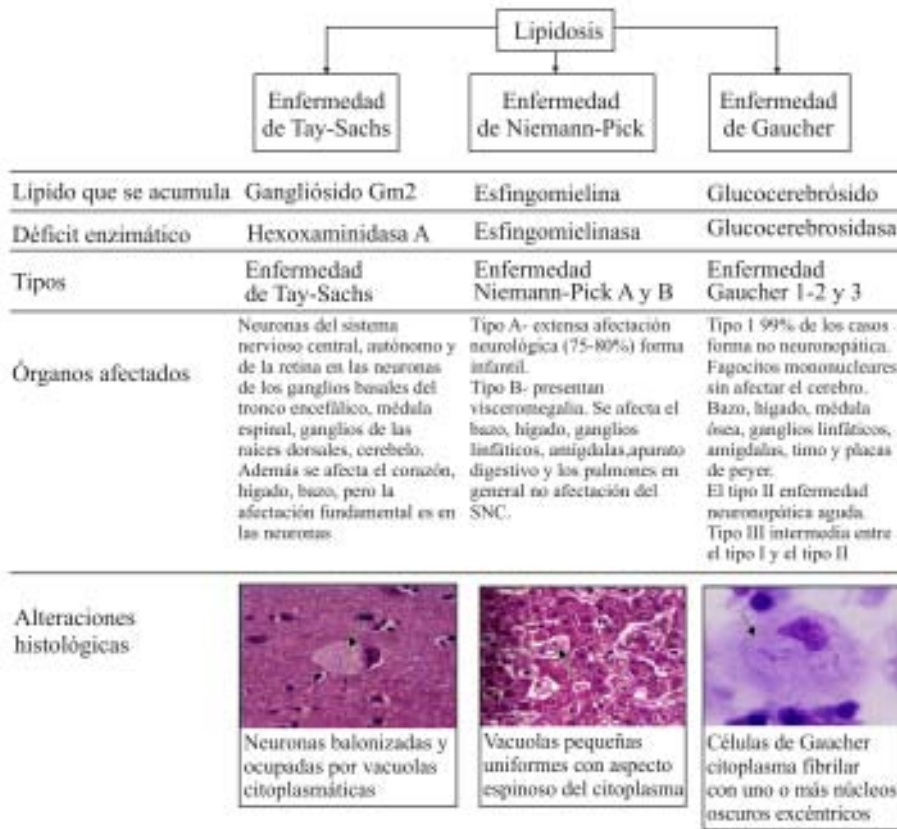 Lipidosis
Enfermedad
de Tay-Sachs
Enfermedad
de Niemann-Pick
Enfermedad
de Gaucher
Lípido que se acumula Gangliósido Gm2 Esfingomielina Glucocerebrósido
Déficit enzimático Hexoxaminidasa A Esfingomielinasa Glucocerebrosidasa
Tipos
Enfermedad
de Tay-Sachs
Enfermedad
Niemann-Pick A y B
Enfermedad
Gaucher 1-2 y 3
Órganos afectados
Neuronas del sistema
nervioso central, autónomo y
de la retina en las neuronas
de los ganglios basales del
tronco encefálico, médula
espinal, ganglios de las
raices dorsales, cerebelo.
Además se afecta el corazón,
hígado, bazo, pero la
afectación fundamental es en
las neuronas
Tipo A- extensa afectación
neurológica (75-80%) forma
infantil.
Tipo B- presentan
visceromegalia. Se afecta el
bazo, hígado, ganglios
linfáticos, amígdalas,aparato
digestivo y los pulmones en
general no afectación del
SNC.
Tipo I 99% de los casos
forma no neuronopática.
Fagocitos mononucleares
sin afectar el cerebro.
Bazo, hígado, médula
ósea, ganglios linfáticos,
amígdalas, timo y placas
de peyer.
El tipo II enfermedad
neuronopática aguda.
Tipo III intermedia entre
el tipo I y el tipo II
Alteraciones
histológicas
Neuronas balonizadas y
ocupadas por vacuolas
citoplasmáticas
Vacuolas pequeñas
uniformes con aspecto
espinoso del citoplasma
Células de Gaucher
citoplasma fibrilar
con uno o más núcleos
oscuros excéntricos